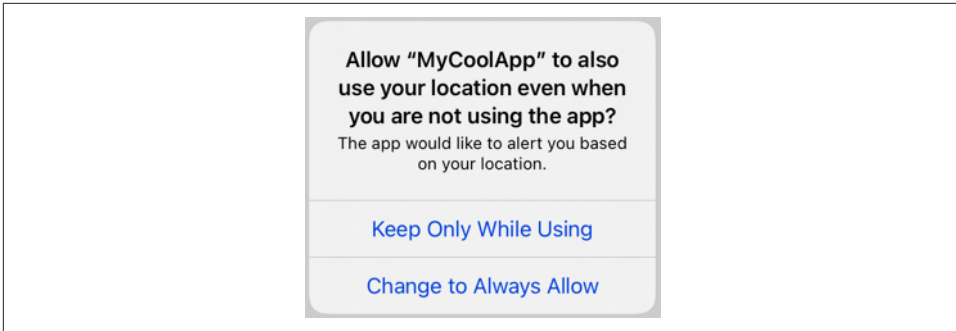 Allow “MyCoolApp” to also
use your location even when
you are not using the app?
The app would like to alert you based
on your location.
Keep Only While Using
Change to Always Allow